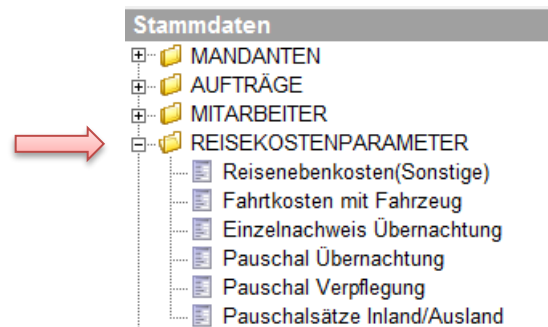 Stammdaten
MANDANTEN
AUFTRÄGE
MITARBEITER
REISEKOSTENPARAMETER
Reisenebenkosten(Sonstige)
Fahrtkosten mit Fahrzeug
Einzelnachweis Übernachtung
Pauschal Übernachtung
Pauschal Verpflegung
Pauschalsätze Inland/Ausland